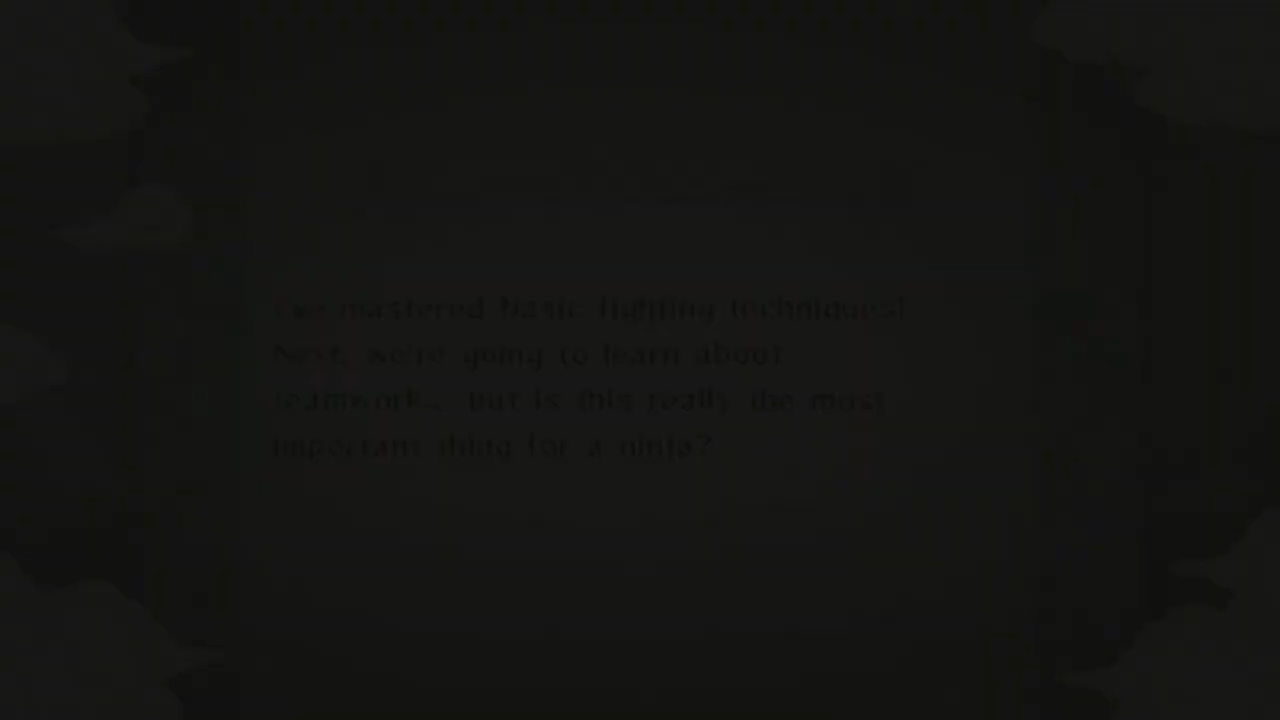 I've mastered basic fighting techniques!
Next, we're going to learn about
teamwork... But is this really the most
important thing for a ninja?